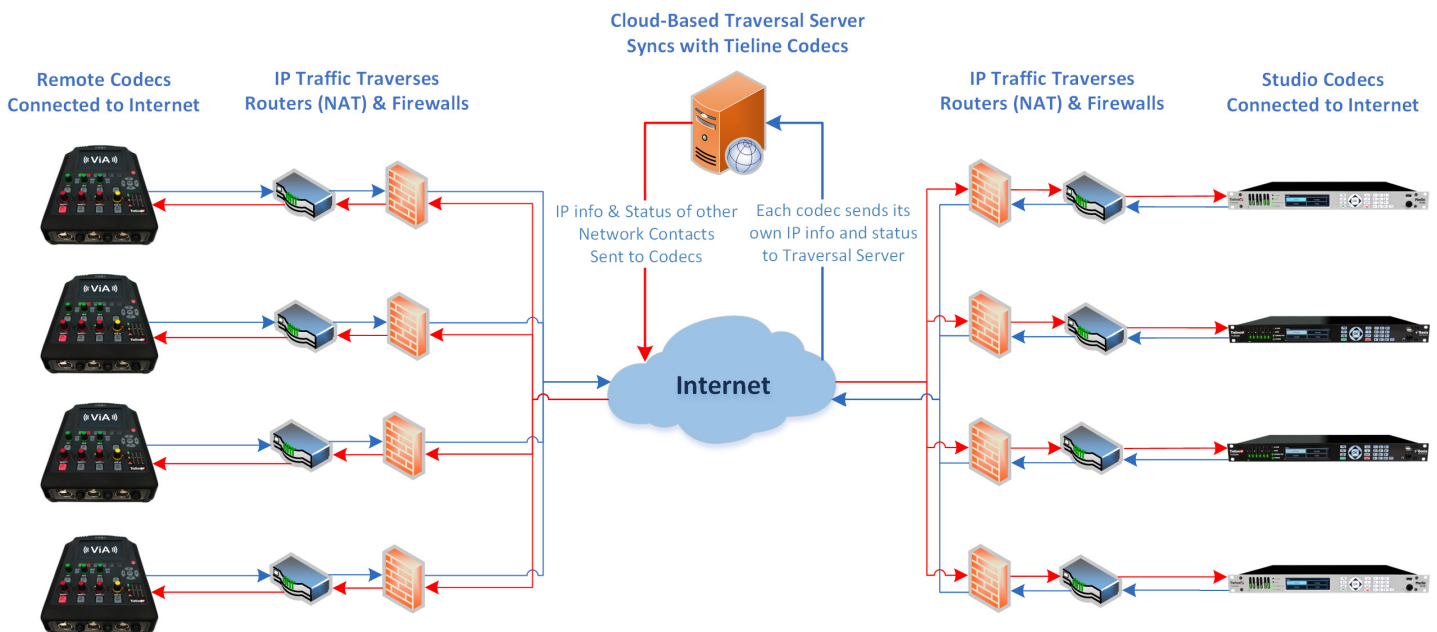 Cloud-Based Traversal Server
Syncs with Tieline Codecs
Remote Codecs
Connected to Internet
IP Traffic Traverses
Routers (NAT) & Firewalls
IP Traffic Traverses
Routers (NAT) & Firewalls
Studio Codecs
Connected to Internet
IP info & Status of other
Network Contacts
Sent to Codecs
Each codec sends its
own IP info and status
to Traversal Server
Internet
ViA
ViA
ViA
ViA